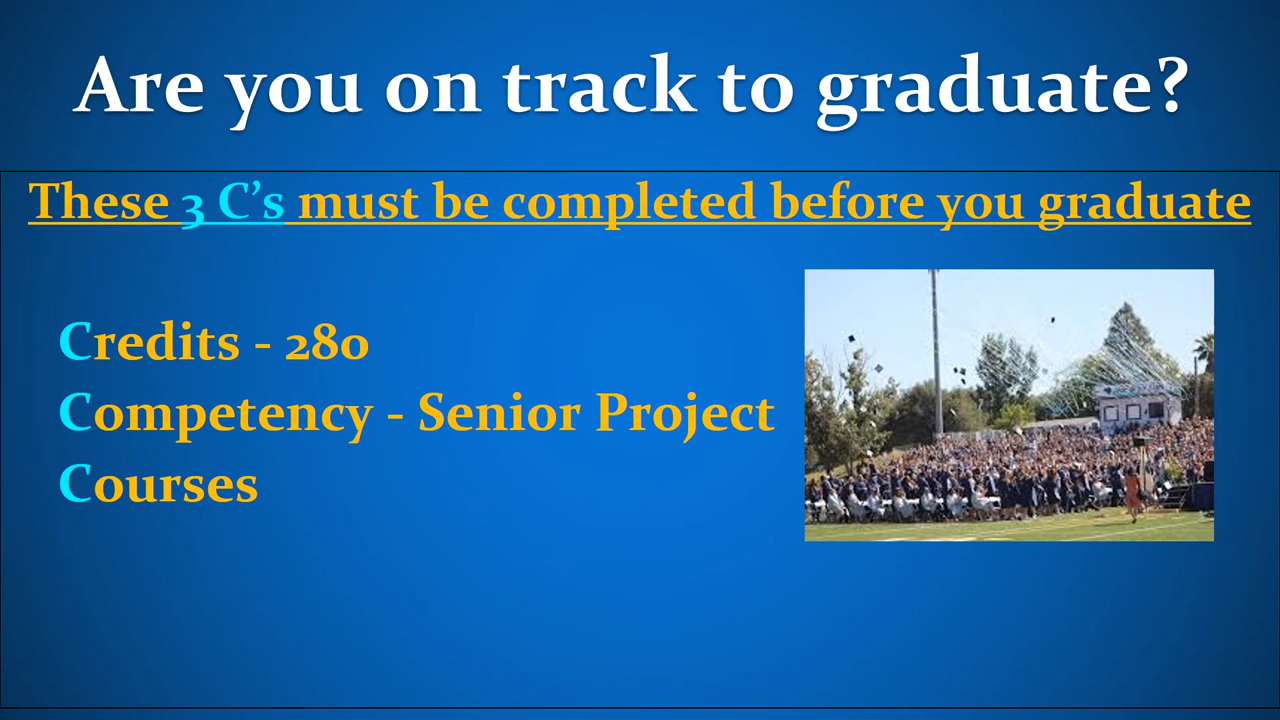 Are you on track to graduate?
These 3 C’s must be completed before you graduate
Credits - 280
Competency - Senior Project
Courses